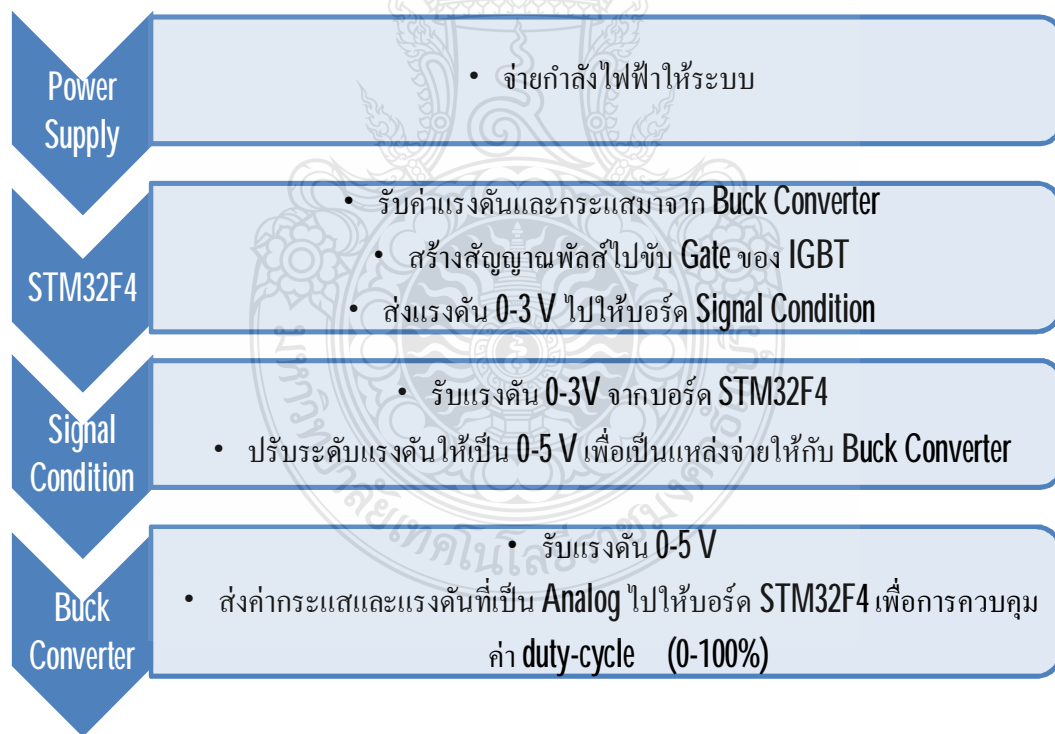 Power
Supply
• จ่ายกำลังไฟฟ้าให้ระบบ
STM32F4
• รับค่าแรงดันและกระแสมาจาก Buck Converter
• สร้างสัญญาณพัลส์ไปขับ Gate ของ IGBT
• ส่งแรงดัน 0-3 V ไปให้บอร์ด Signal Condition
Signal
Condition
• รับแรงดัน 0-3V จากบอร์ด STM32F4
• ปรับระดับแรงดันให้เป็น 0-5 V เพื่อเป็นแหล่งจ่ายให้กับ Buck Converter
Buck
Converter
• รับแรงดัน 0-5 V
• ส่งค่ากระแสและแรงดันที่เป็น Analog ไปให้บอร์ด STM32F4 เพื่อการควบคุม
ค่า duty-cycle (0-100%)